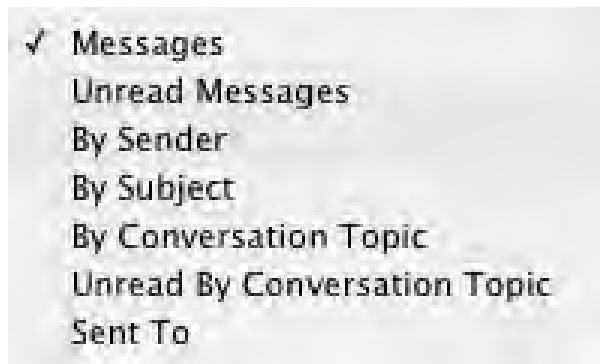 ✓ Messages
Unread Messages
By Sender
By Subject
By Conversation Topic
Unread By Conversation Topic
Sent To